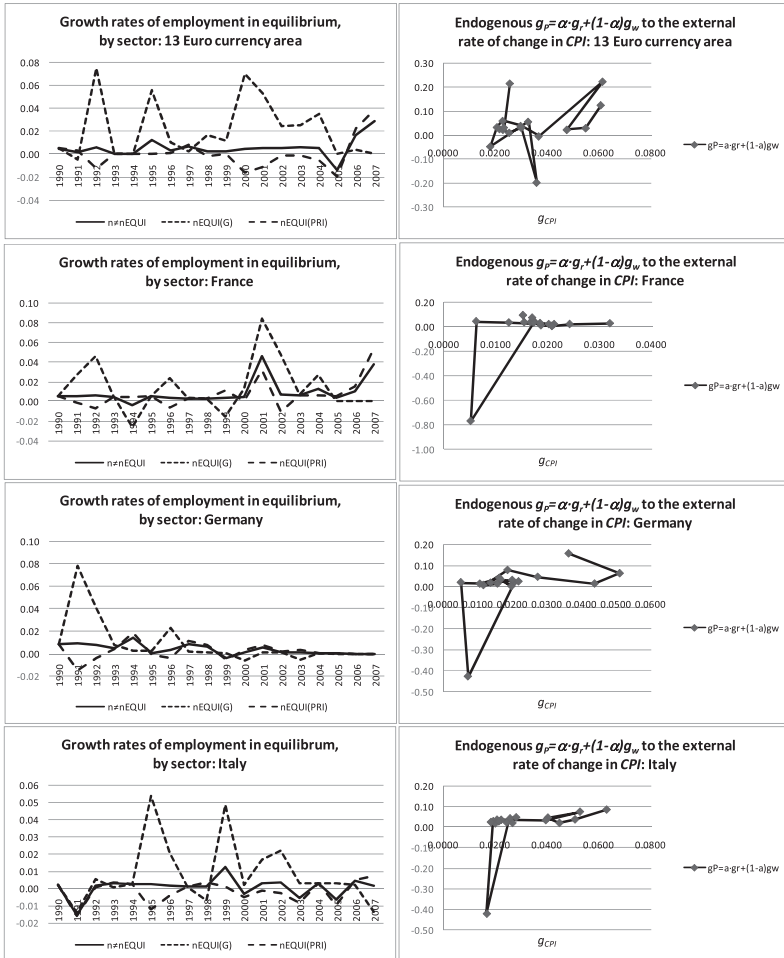 Growth rates of employment in equilibrium,
by sector: 13 Euro currency area
0.08
0.06
0.04
0.02
0.00
-0.02
-0.04
1990 1991 1992 1993 1994 1995 1996 1997 1998 1999 2000 2001 2002 2003 2004 2005 2006 2007
n≠nEQUI nEQUI(G) nEQUI(PRI)
Endogenous gP=α·gr+(1-α)gw to the external
rate of change in CPI: 13 Euro currency area
0.30
0.20
0.10
0.00
-0.10
-0.20
-0.30
0.0000 0.0200 0.0400 0.0600 0.0800
gP=a·gr+(1-a)gw
gCPI
Growth rates of employment in equilibrium,
by sector: France
0.10
0.08
0.06
0.04
0.02
0.00
-0.02
-0.04
1990 1991 1992 1993 1994 1995 1996 1997 1998 1999 2000 2001 2002 2003 2004 2005 2006 2007
n≠nEQUI nEQUI(G) nEQUI(PRI)
Endogenous gP=α·gr+(1-α)gw to the external
rate of change in CPI: France
0.20
0.00
-0.20
-0.40
-0.60
-0.80
-1.00
0.0000 0.0100 0.0200 0.0300 0.0400
gP=a·gr+(1-a)gw
gCPI
Growth rates of employment in equilibrium,
by sector: Germany
0.10
0.08
0.06
0.04
0.02
0.00
-0.02
1990 1991 1992 1993 1994 1995 1996 1997 1998 1999 2000 2001 2002 2003 2004 2005 2006 2007
n≠nEQUI nEQUI(G) nEQUI(PRI)
Endogenous gP=α·gr+(1-α)gw to the external
rate of change in CPI: Germany
0.20
0.10
0.00
-0.10
-0.20
-0.30
-0.40
-0.50
0.0000 0.0100 0.0200 0.0300 0.0400 0.0500 0.0600
gP=a·gr+(1-a)gw
gCPI
Growth rates of employment in equilibrum,
by sector: Italy
0.06
0.05
0.04
0.03
0.02
0.01
0.00
-0.01
-0.02
1990 1991 1992 1993 1994 1995 1996 1997 1998 1999 2000 2001 2002 2003 2004 2005 2006 2007
n≠nEQUI nEQUI(G) nEQUI(PRI)
Endogenous gP=α·gr+(1-α)gw to the external
rate of change in CPI: Italy
0.20
0.10
0.00
-0.10
-0.20
-0.30
-0.40
-0.50
0.0000 0.0200 0.0400 0.0600 0.0800
gP=a·gr+(1-a)gw
gCPI